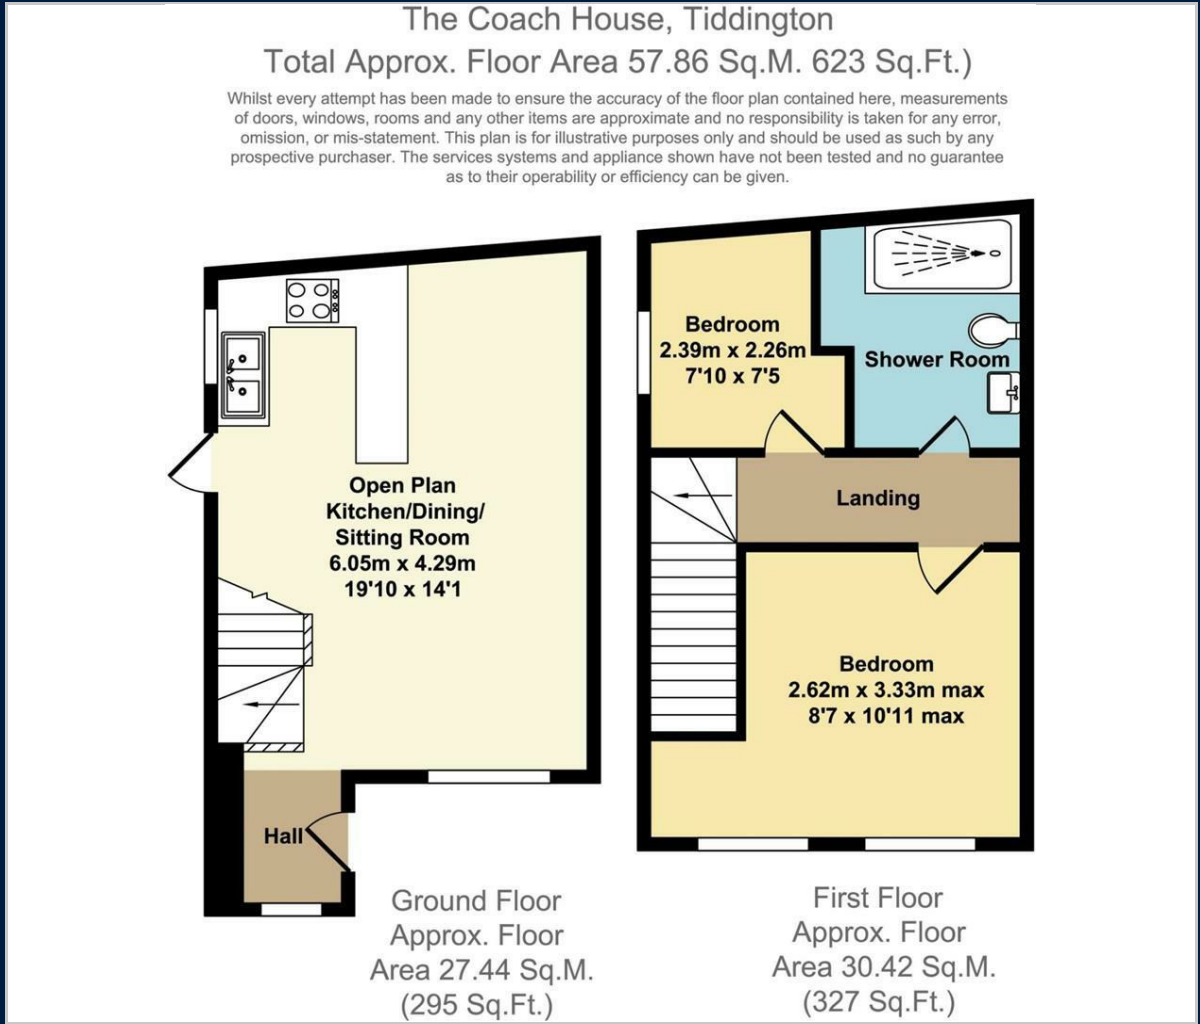 The Coach House, Tiddington
Total Approx. Floor Area 57.86 Sq.M. 623 Sq.Ft.)
Whilst every attempt has been made to ensure the accuracy of the floor plan contained here, measurements
of doors, windows, rooms and any other items are approximate and no responsibility is taken for any error,
omission, or mis-statement. This plan is for illustrative purposes only and should be used as such by any
prospective purchaser. The services systems and appliance shown have not been tested and no guarantee
as to their operability or efficiency can be given.
Open Plan
Kitchen/Dining/
Sitting Room
6.05m x 4.29m
19'10 x 14'1
Hall
Ground Floor
Approx. Floor
Area 27.44 Sq.M.
(295 Sq.Ft.)
Bedroom
2.39m x 2.26m
7'10 x 7'5
Shower Room
Landing
Bedroom
2.62m x 3.33m max
8'7 x 10'11 max
First Floor
Approx. Floor
Area 30.42 Sq.M.
(327 Sq.Ft.)